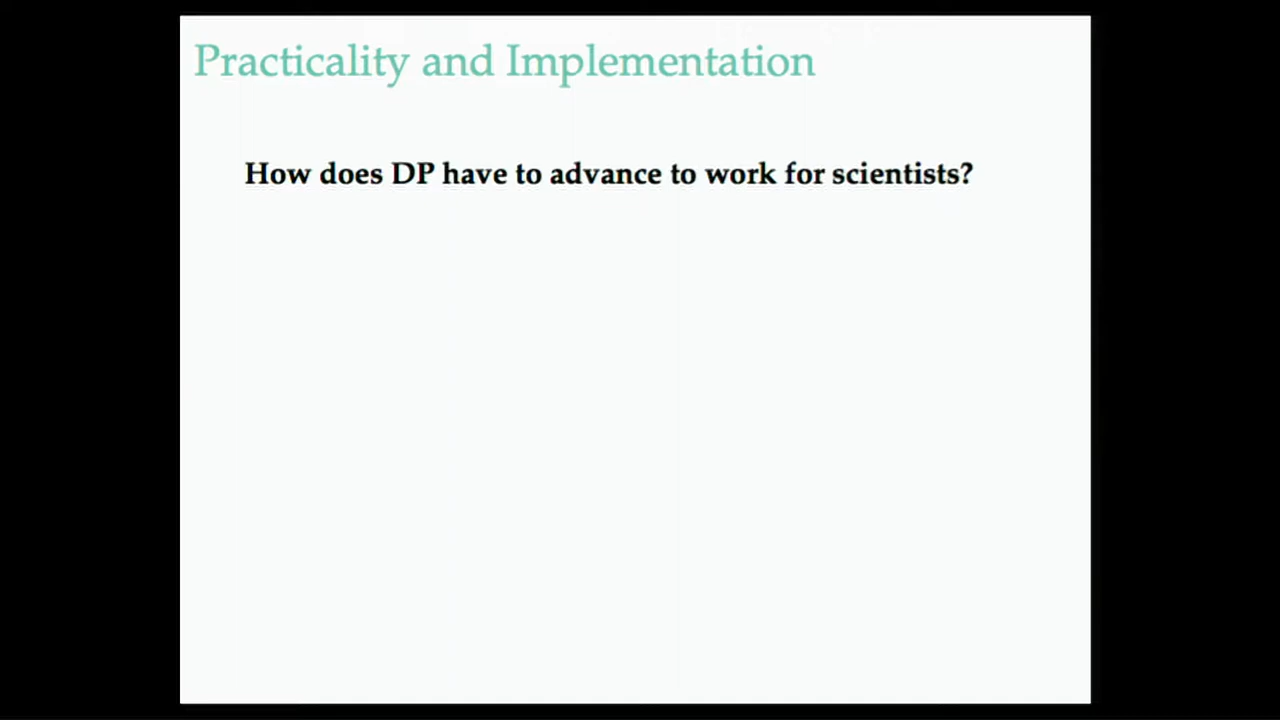 Practicality and Implementation
How does DP have to advance to work for scientists?